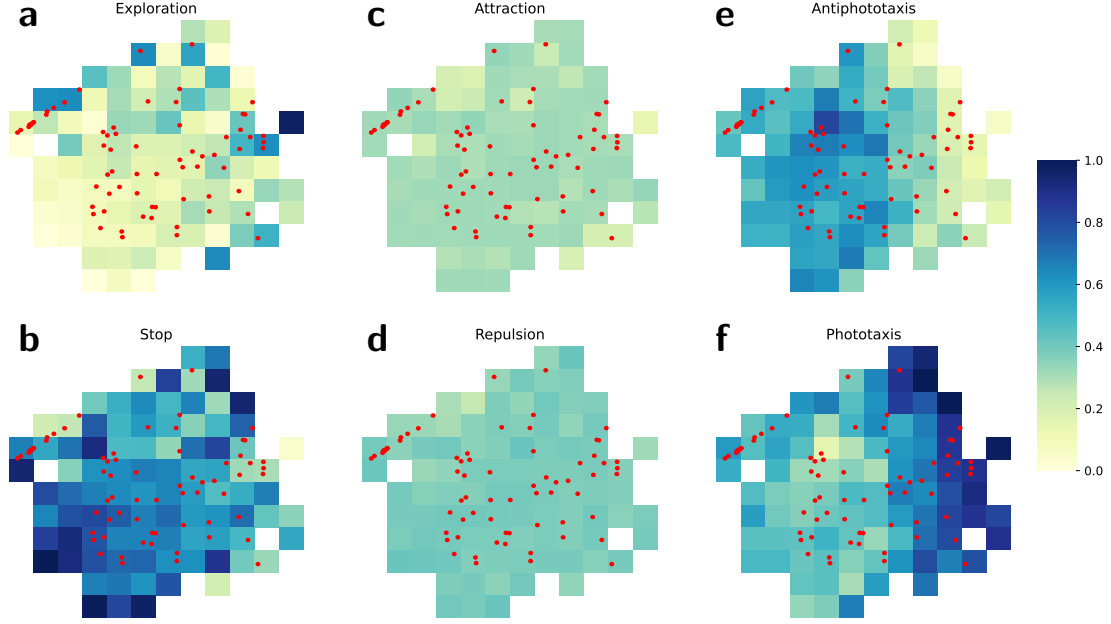 a Exploration
c Attraction
e Antiphototaxis
1.0
0.8
0.6
0.4
0.2
0.0
b Stop
d Repulsion
f Phototaxis